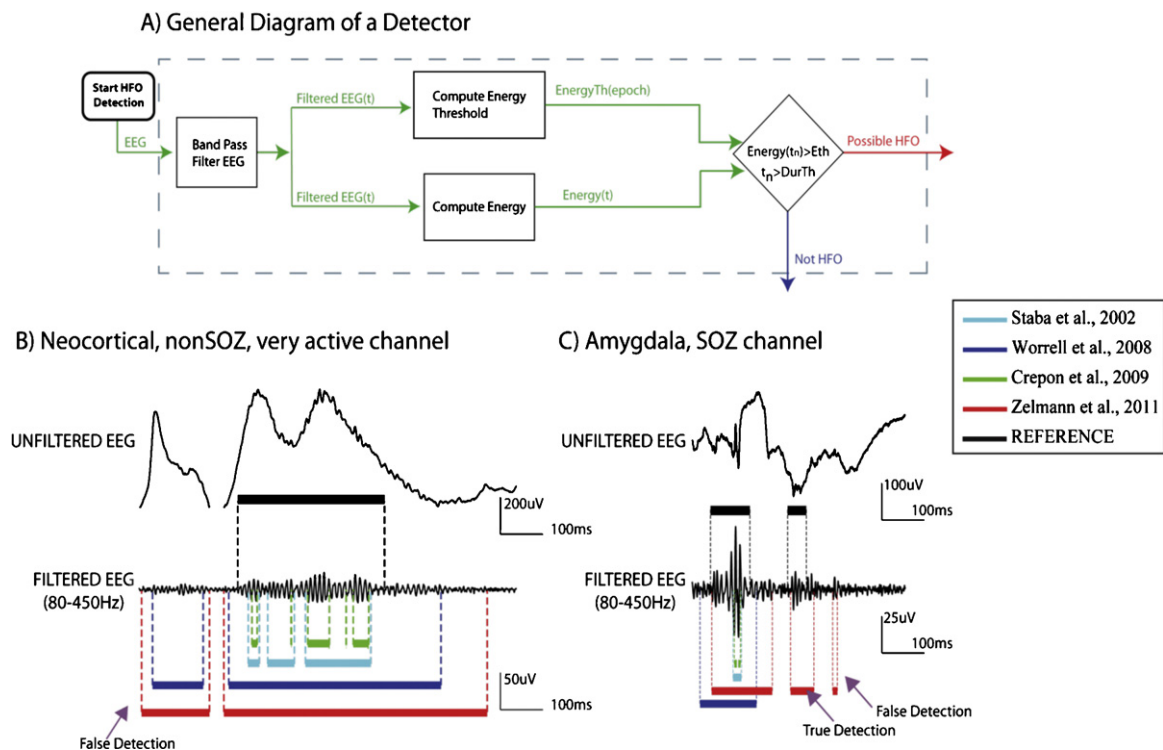 A) General Diagram of a Detector
Start HFO
Detection
EEG
Band Pass
Filter EEG
Filtered EEG(t)
Filtered EEG(t)
Compute Energy
Threshold
Compute Energy
EnergyTh(epoch)
Energy(t)
Energy(tn)>Eth
tn>DurTh
Possible HFO
Not HFO
B) Neocortical, nonSOZ, very active channel
UNFILTERED EEG
200uV
100ms
FILTERED EEG
(80-450Hz)
50uV
100ms
False Detection
C) Amygdala, SOZ channel
UNFILTERED EEG
100uV
100ms
FILTERED EEG
(80-450Hz)
25uV
100ms
False Detection
True Detection
Staba et al., 2002
Worrell et al., 2008
Crepon et al., 2009
Zelmann et al., 2011
REFERENCE